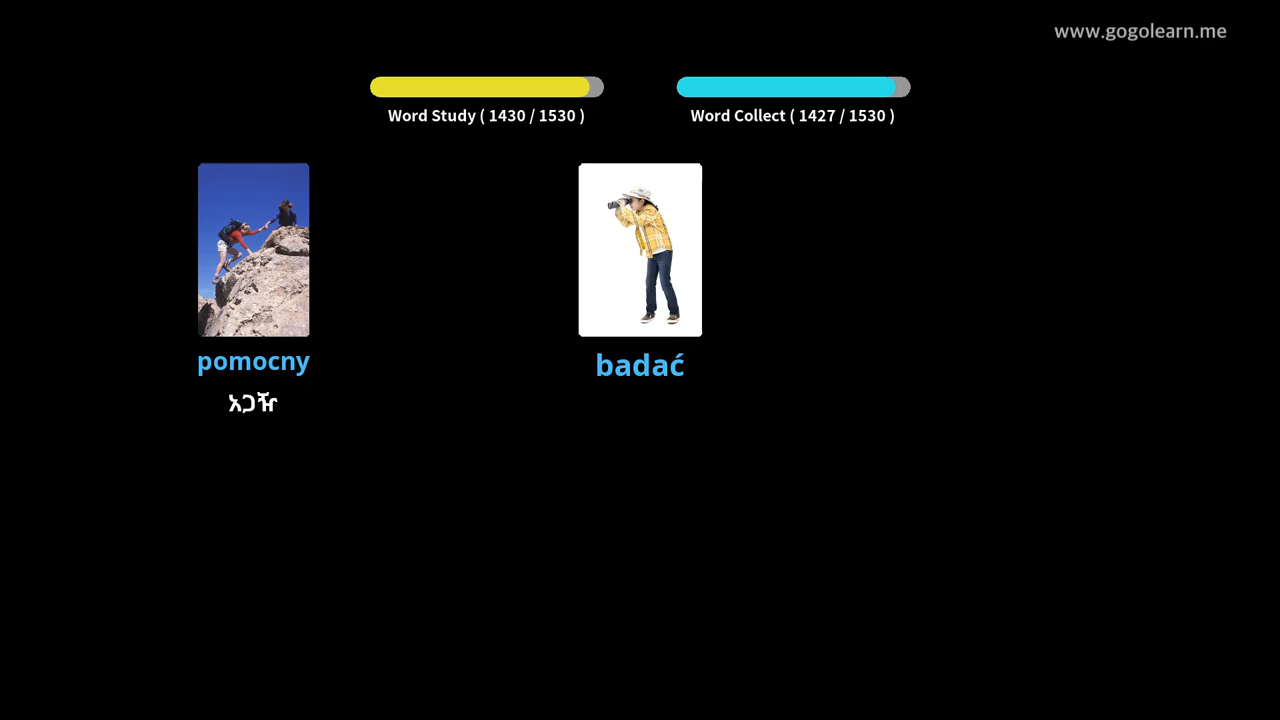 www.gogolearn.me
Word Study ( 1430 / 1530 )
Word Collect ( 1427 / 1530 )
pomocny
badać
አጋዥ